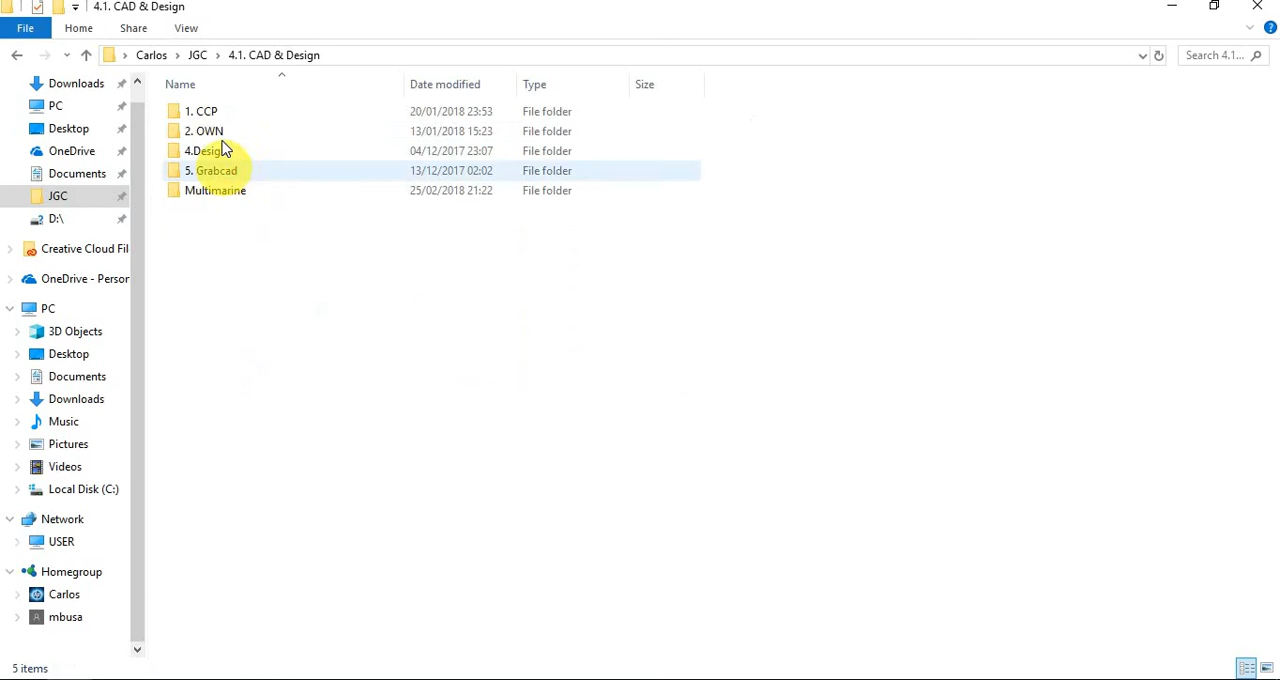 4.1. CAD & Design
File Home Share View
Carlos JGC 4.1. CAD & Design Search 4.1...
Name Date modified Type Size
1. CCP 20/01/2018 23:53 File folder
2. OWN 13/01/2018 15:23 File folder
4.Design 04/12/2017 23:07 File folder
5. Grabcad 13/12/2017 02:02 File folder
Multimarine 25/02/2018 21:22 File folder
Downloads
PC
Desktop
OneDrive
Documents
JGC
D:\
Creative Cloud Fil
OneDrive - Person
PC
3D Objects
Desktop
Documents
Downloads
Music
Pictures
Videos
Local Disk (C:)
Network
USER
Homegroup
Carlos
mbusa
5 items